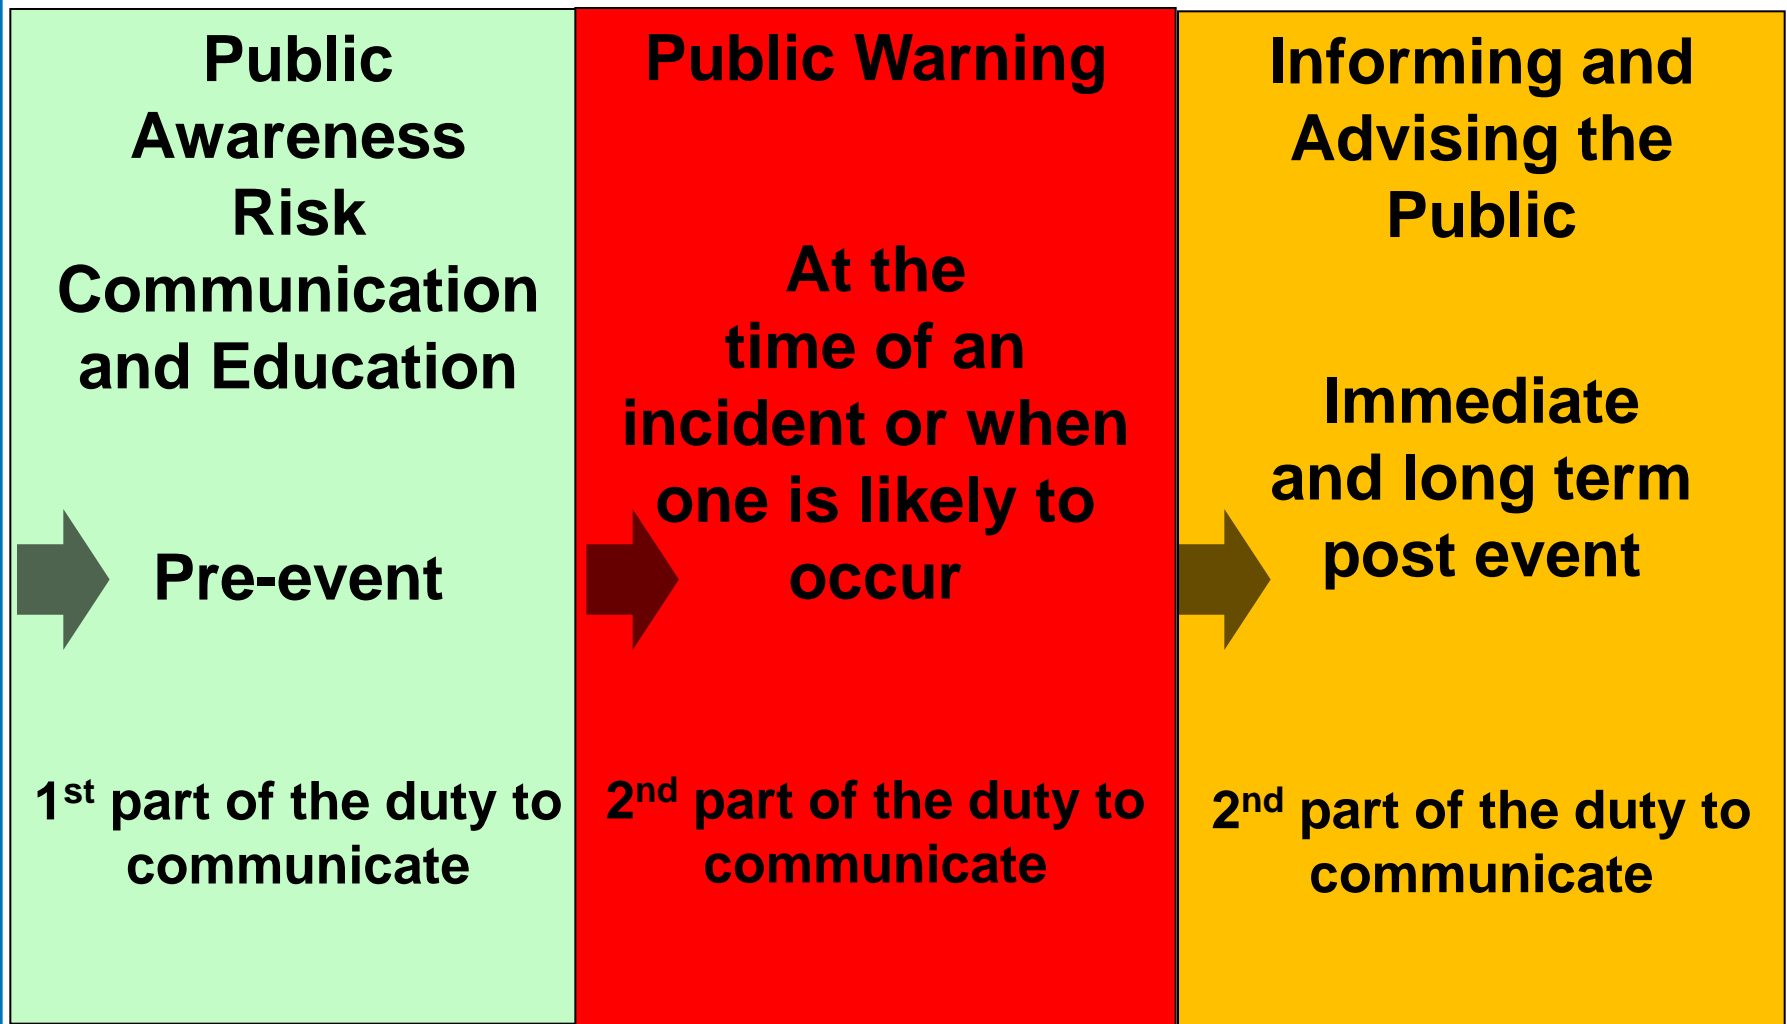 Public
Awareness
Risk
Communication
and Education
Pre-event
1st part of the duty to
communicate
Public Warning
At the
time of an
incident or when
one is likely to
occur
2nd part of the duty to
communicate
Informing and
Advising the
Public
Immediate
and long term
post event
2nd part of the duty to
communicate